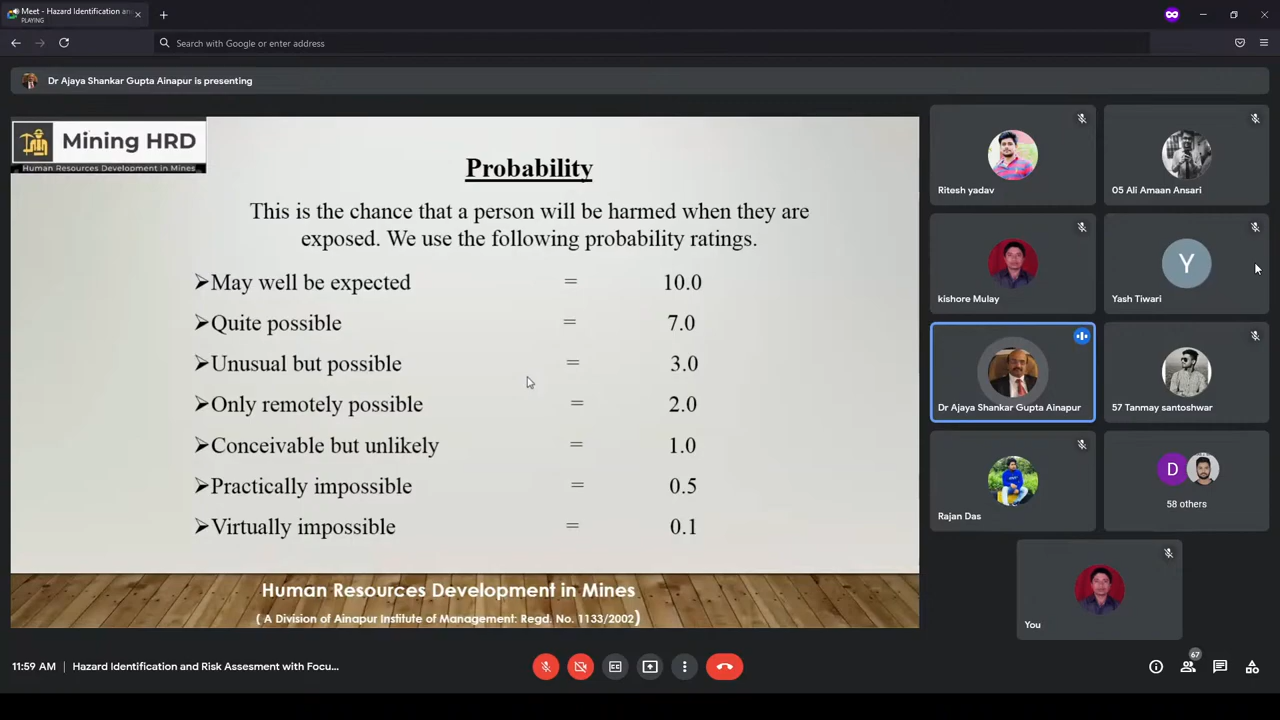 Meet - Hazard Identification an
PLAYING
Search with Google or enter address
Dr Ajaya Shankar Gupta Ainapur is presenting
Mining HRD
Human Resources Development in Mines
Probability
This is the chance that a person will be harmed when they are
exposed. We use the following probability ratings.
➢May well be expected = 10.0
➢Quite possible = 7.0
➢Unusual but possible = 3.0
➢Only remotely possible = 2.0
➢Conceivable but unlikely = 1.0
➢Practically impossible = 0.5
➢Virtually impossible = 0.1
Human Resources Development in Mines
( A Division of Ainapur Institute of Management: Regd. No. 1133/2002)
Ritesh yadav
05 Ali Amaan Ansari
kishore Mulay
Y
Yash Tiwari
Dr Ajaya Shankar Gupta Ainapur
57 Tanmay santoshwar
Rajan Das
D
58 others
You
11:59 AM | Hazard Identification and Risk Assesment with Focu...
67